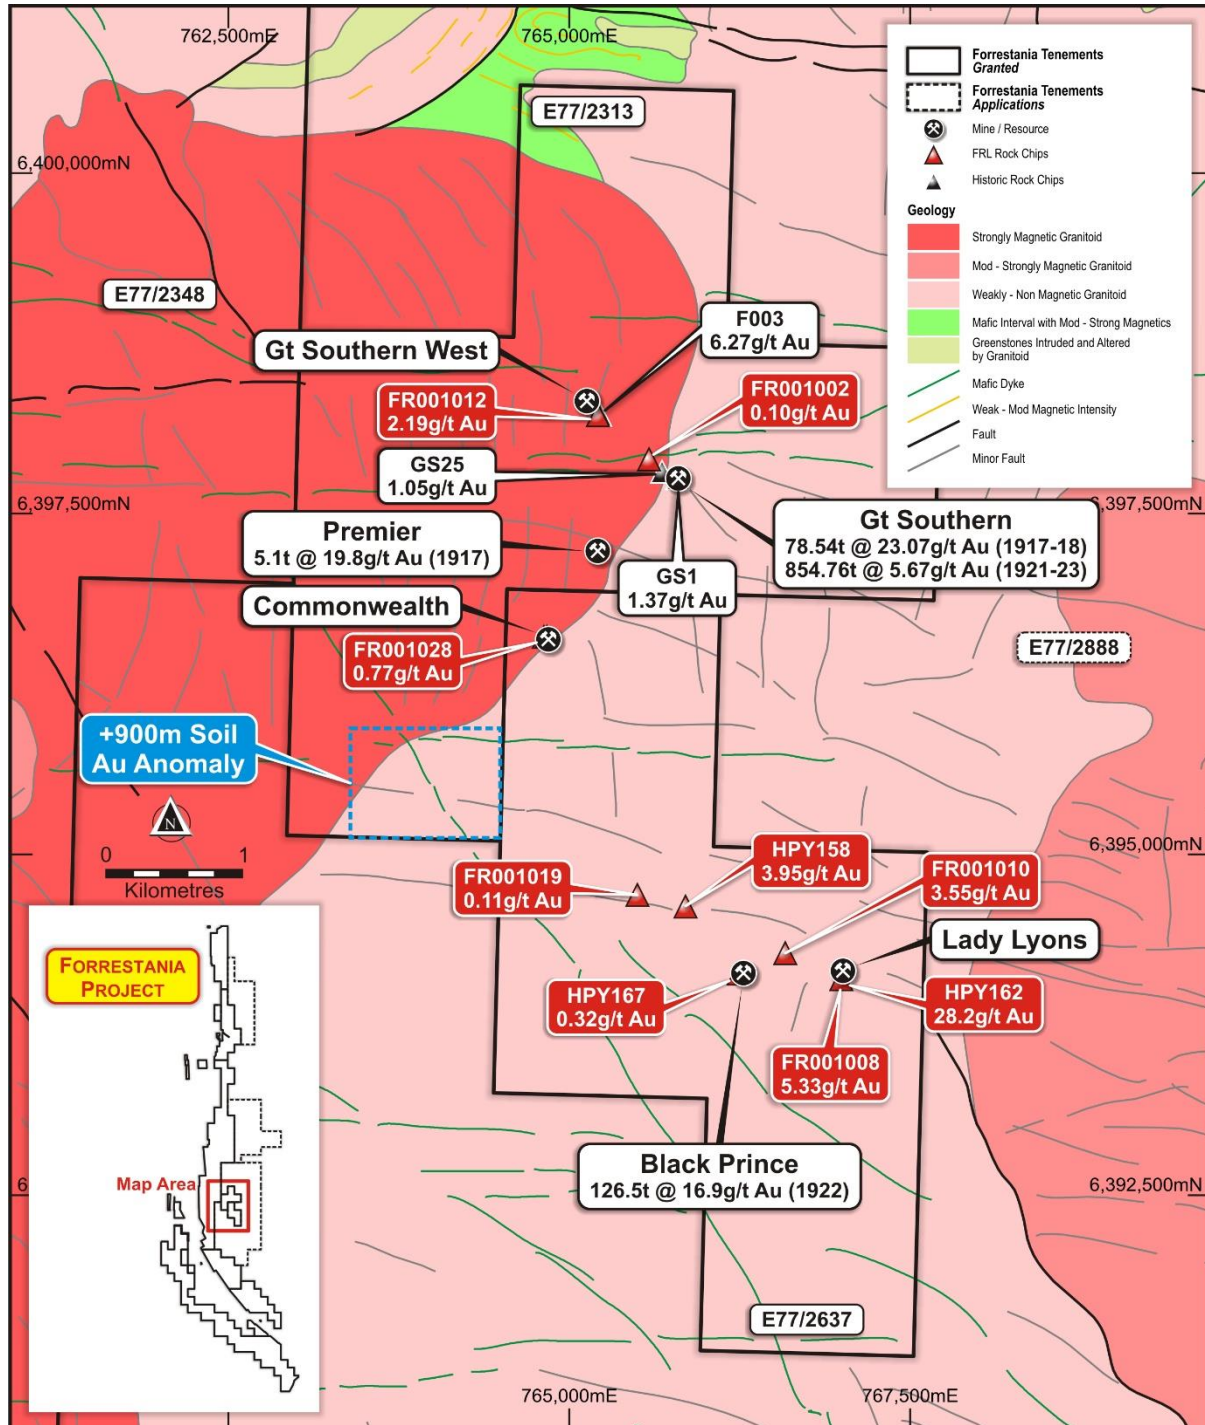 762,500mE
765,000mE
E77/2313
6,400,000mN
E77/2348
Forrestania Tenements
Granted
Forrestania Tenements
Applications
Mine / Resource
FRL Rock Chips
Historic Rock Chips
Geology
Strongly Magnetic Granitoid
Mod - Strongly Magnetic Granitoid
Weakly - Non Magnetic Granitoid
Mafic Interval with Mod - Strong Magnetics
Greenstones Intruded and Altered
by Granitoid
Mafic Dyke
Weak - Mod Magnetic Intensity
Fault
Minor Fault
F003
6.27g/t Au
Gt Southern West
FR001012
2.19g/t Au
FR001002
0.10g/t Au
GS25
1.05g/t Au
6,397,500mN
,397,500mN
Premier
5.1t @ 19.8g/t Au (1917)
Gt Southern
78.54t @ 23.07g/t Au (1917-18)
854.76t @ 5.67g/t Au (1921-23)
GS1
1.37g/t Au
Commonwealth
FR001028
0.77g/t Au
E77/2888
+900m Soil
Au Anomaly
N
0 1
Kilometres
6,395,000mN
HPY158
3.95g/t Au
FR001019
0.11g/t Au
FR001010
3.55g/t Au
Lady Lyons
HPY167
0.32g/t Au
HPY162
28.2g/t Au
FR001008
5.33g/t Au
FORRESTANIA
PROJECT
Map Area
Black Prince
126.5t @ 16.9g/t Au (1922)
6
6,392,500mN
E77/2637
765,000mE
767,500mE